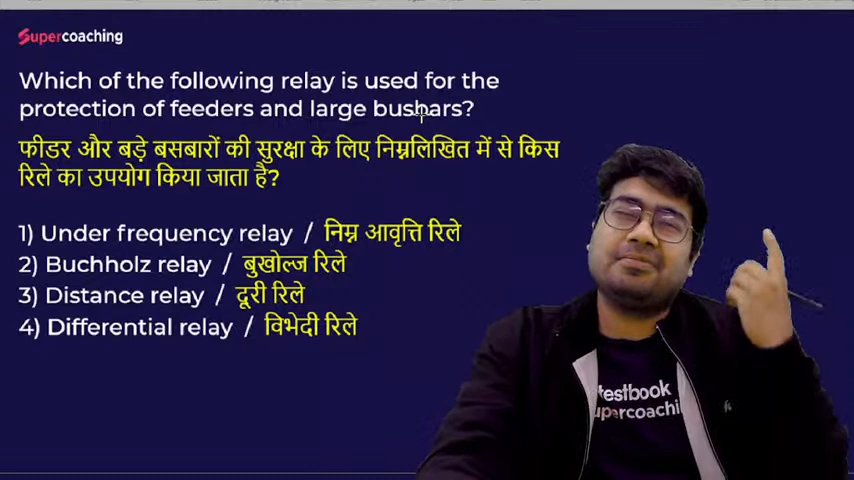 Supercoaching
Which of the following relay is used for the
protection of feeders and large busbars?
फीडर और बड़े बसबारों की सुरक्षा के लिए निम्नलिखित में से किस
रिले का उपयोग किया जाता है?
1) Under frequency relay / निम्न आवृत्ति रिले
2) Buchholz relay / बुखोल्ज रिले
3) Distance relay / दूरी रिले
4) Differential relay / विभेदी रिले
testbook